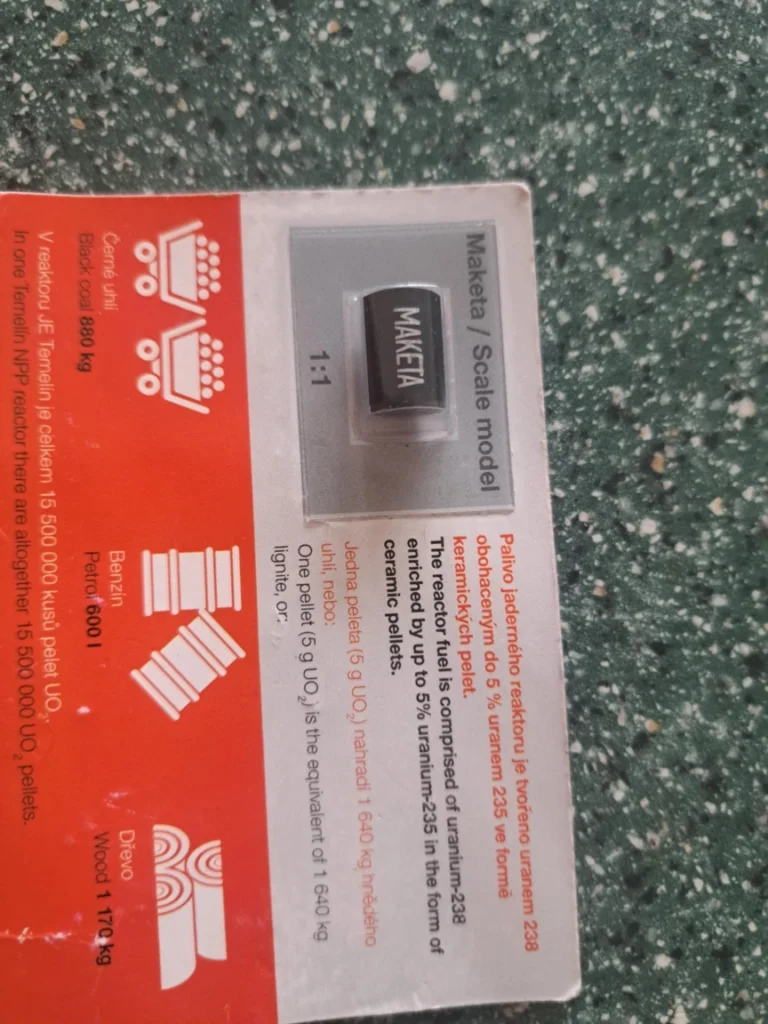 Maketa / Scale model
MAKETA
1:1
Palivo jaderného reaktoru je tvořeno uranem 238
obohaceným do 5 % uranem 235 ve formě
keramických pelet.
The reactor fuel is comprised of uranium-238
enriched by up to 5% uranium-235 in the form of
ceramic pellets.
Jedna peleta (5 g UO₂) nahradí 1 640 kg hnědého
uhlí, nebo:
One pellet (5 g UO₂) is the equivalent of 1 640 kg
lignite, or:
Černé uhlí
Black coal 880 kg
Benzin
Petrol 600 l
Dřevo
Wood 1 170 kg
V reaktoru JE Temelín je celkem 15 500 000 kusů pelet UO₂.
In one Temelín NPP reactor there are altogether 15 500 000 UO₂ pellets.